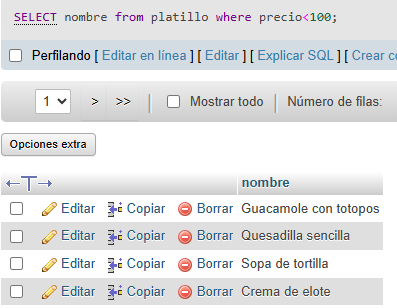 SELECT nombre from platillo where precio<100;
Perfilando [ Editar en línea ] [ Editar ] [ Explicar SQL ] [ Crear
1 > >> Mostrar todo Número de filas:
Opciones extra
nombre
Editar Copiar Borrar Guacamole con totopos
Editar Copiar Borrar Quesadilla sencilla
Editar Copiar Borrar Sopa de tortilla
Editar Copiar Borrar Crema de elote